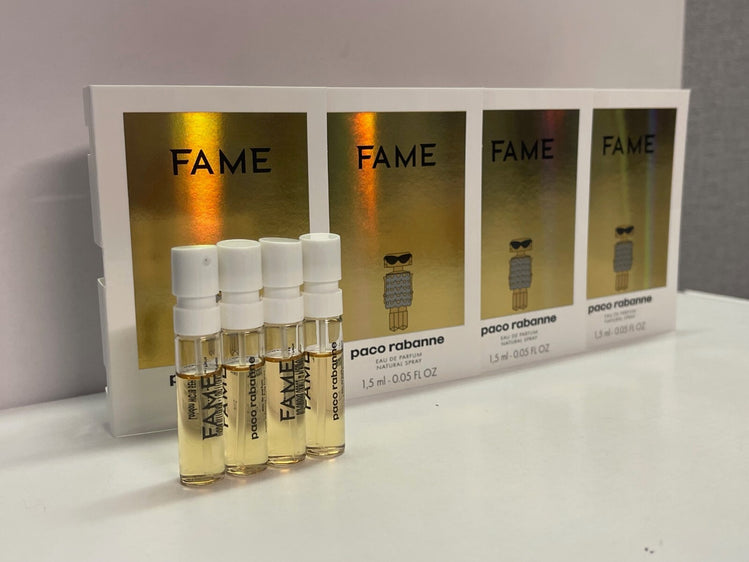 FAME
FAME
paco rabanne
1,5 ml - 0.05 FL OZ
EAU DE PARFUM
NATURAL SPRAY
FAME
paco rabanne
EAU DE PARFUM
NATURAL SPRAY
1,5 ml - 0.05 FL OZ
FAME
paco rabanne
EAU DE PARFUM
NATURAL SPRAY
1,5 ml - 0.05 FL OZ
FAME
paco rabanne
FAME
paco rabanne